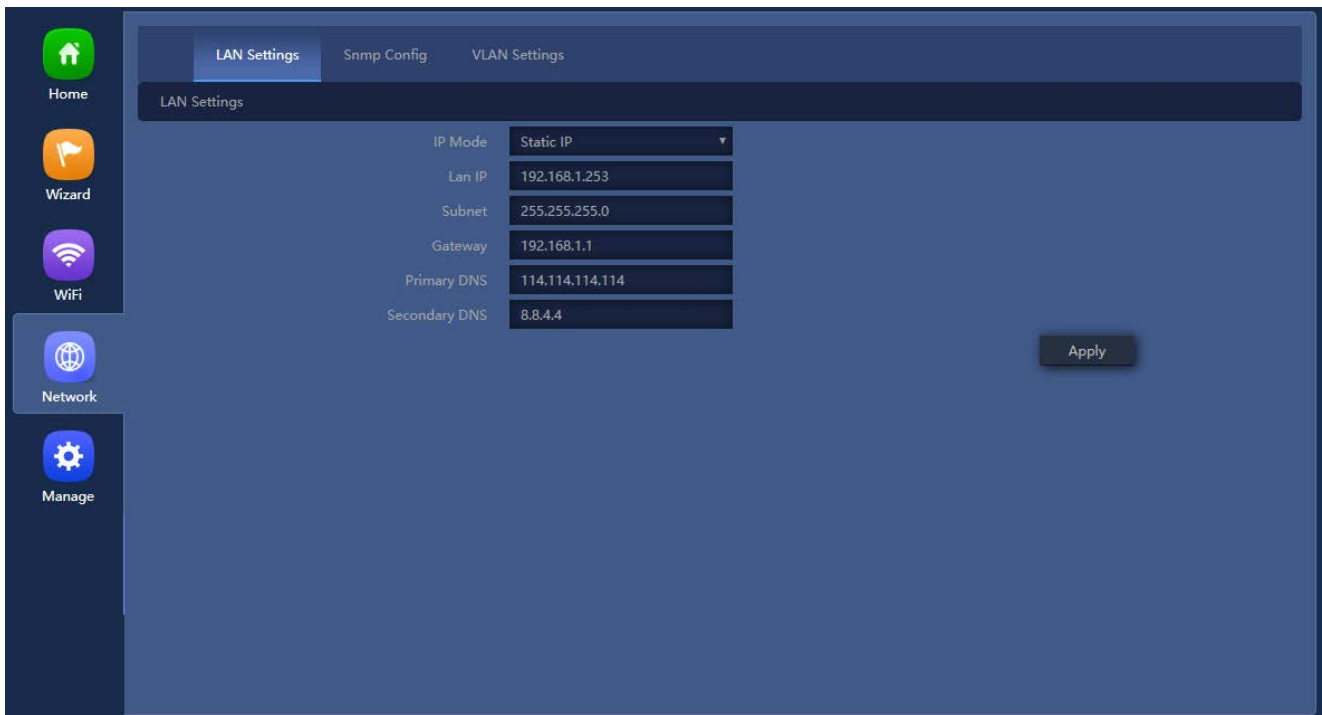 Home
Wizard
WiFi
Network
Manage
LAN Settings Snmp Config VLAN Settings
LAN Settings
IP Mode Static IP
Lan IP 192.168.1.253
Subnet 255.255.255.0
Gateway 192.168.1.1
Primary DNS 114.114.114.114
Secondary DNS 8.8.4.4
Apply